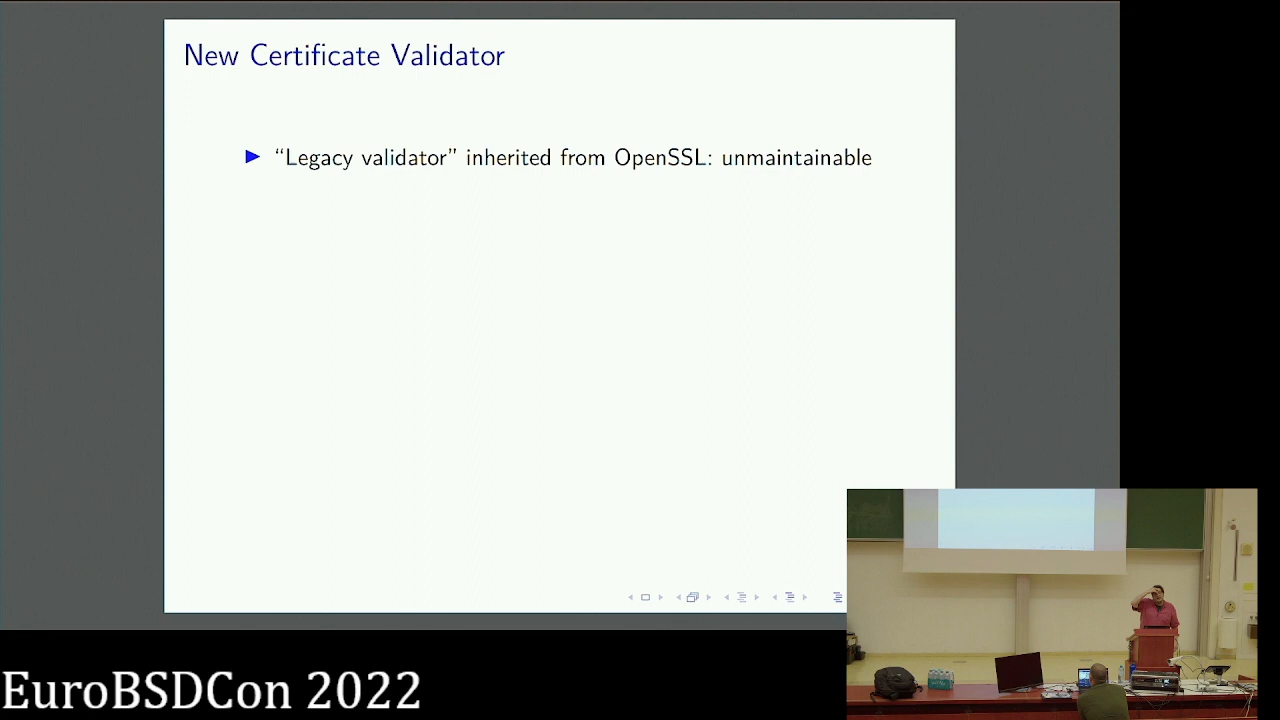 New Certificate Validator
▶ “Legacy validator” inherited from OpenSSL: unmaintainable
EuroBSDCon 2022